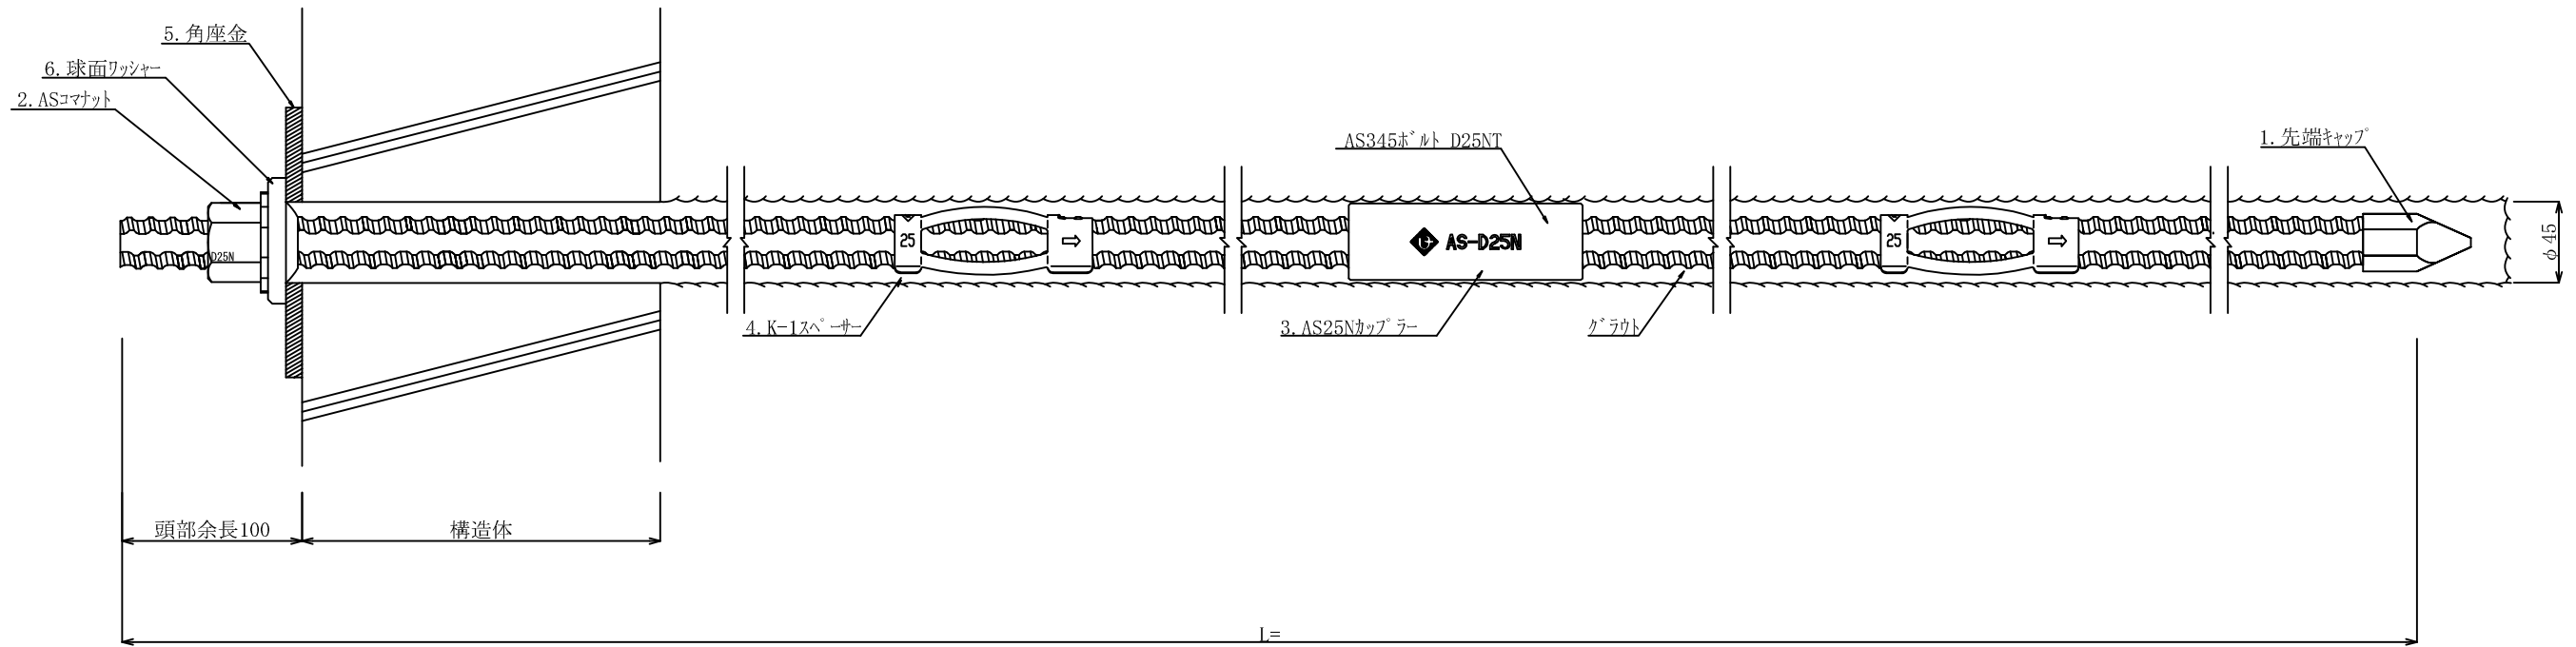 5. 角座金
6. 球面ワッシャー
2. ASコマナット
AS345ボルト D25NT
1. 先端キャップ
D25N
25
AS-D25N
25
φ45
4. K-1スペーサー
3. AS25Nカップラー
グラウト
頭部余長100
構造体
L=